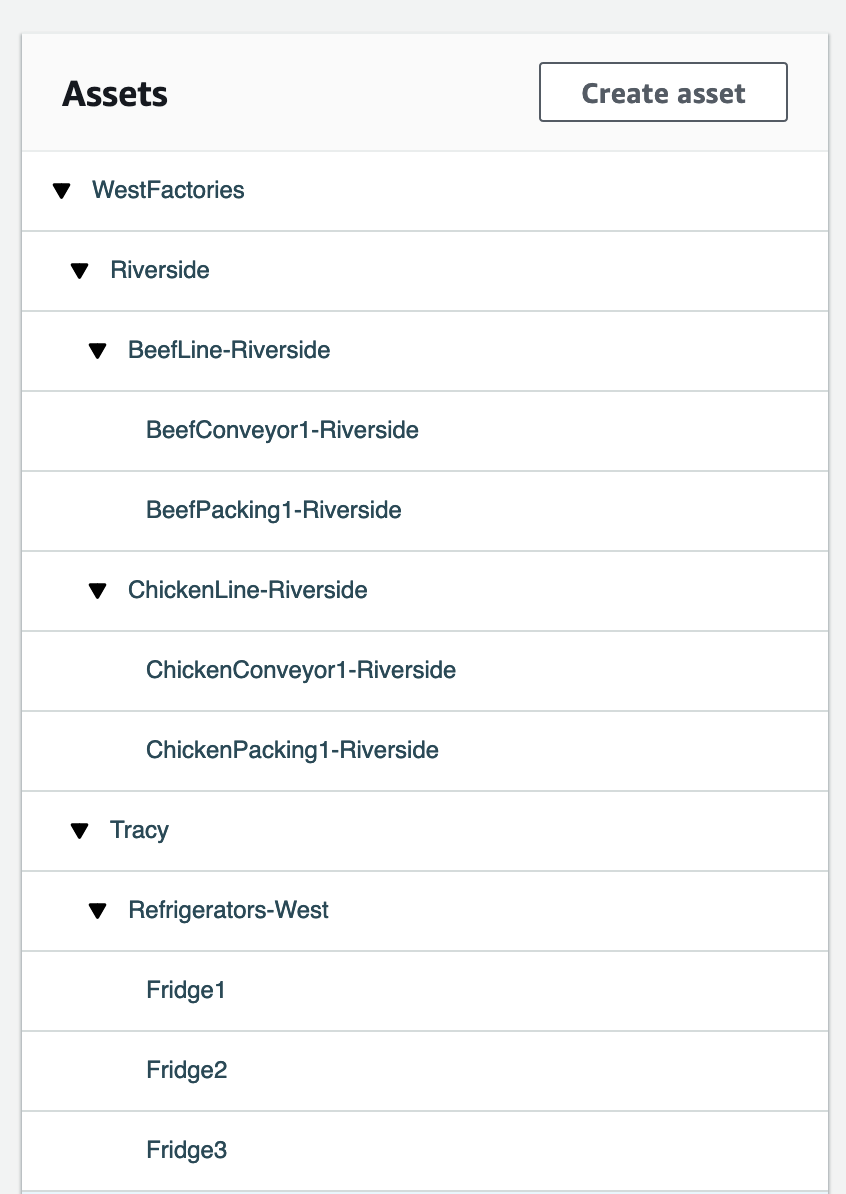 Assets
Create asset
WestFactories
Riverside
BeefLine-Riverside
BeefConveyor1-Riverside
BeefPacking1-Riverside
ChickenLine-Riverside
ChickenConveyor1-Riverside
ChickenPacking1-Riverside
Tracy
Refrigerators-West
Fridge1
Fridge2
Fridge3